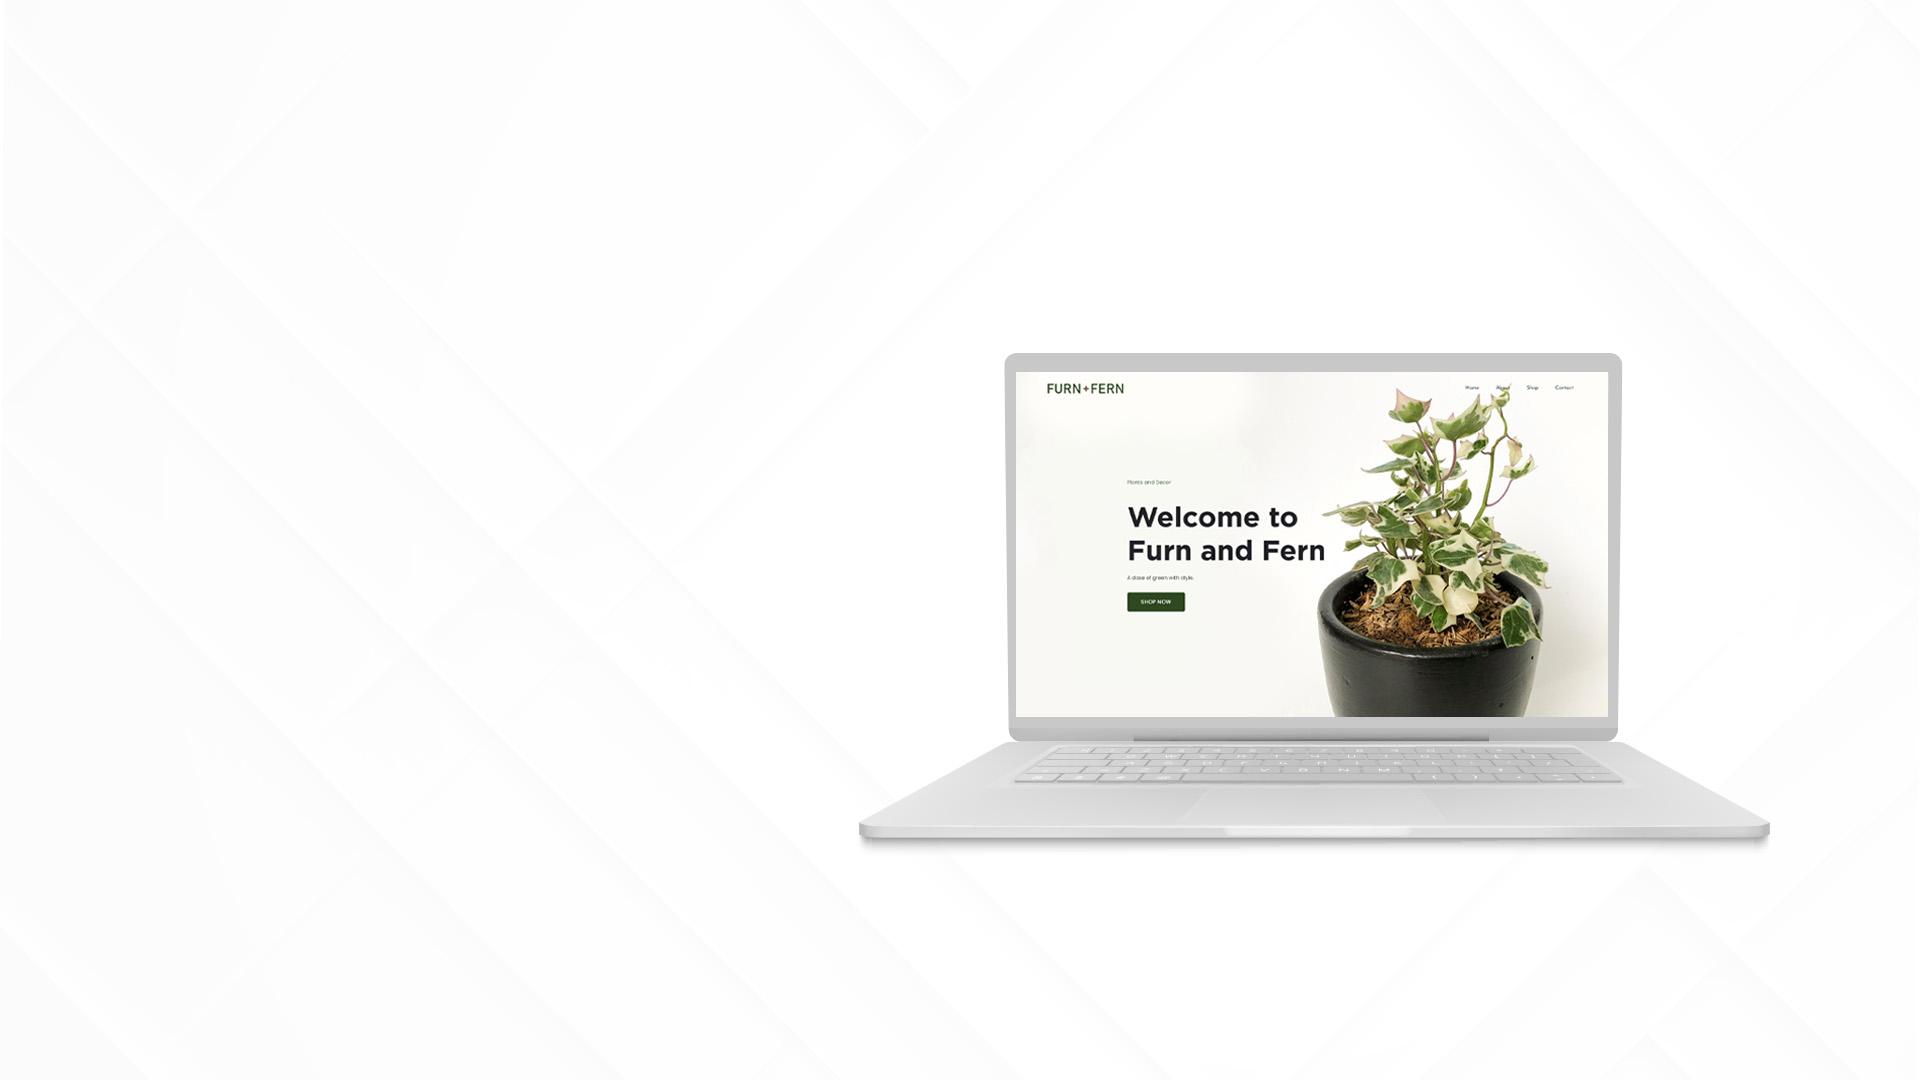 FURN+FERN
Home About Shop Contact
Plants and Decor
Welcome to
Furn and Fern
A dose of green with style.
SHOP NOW